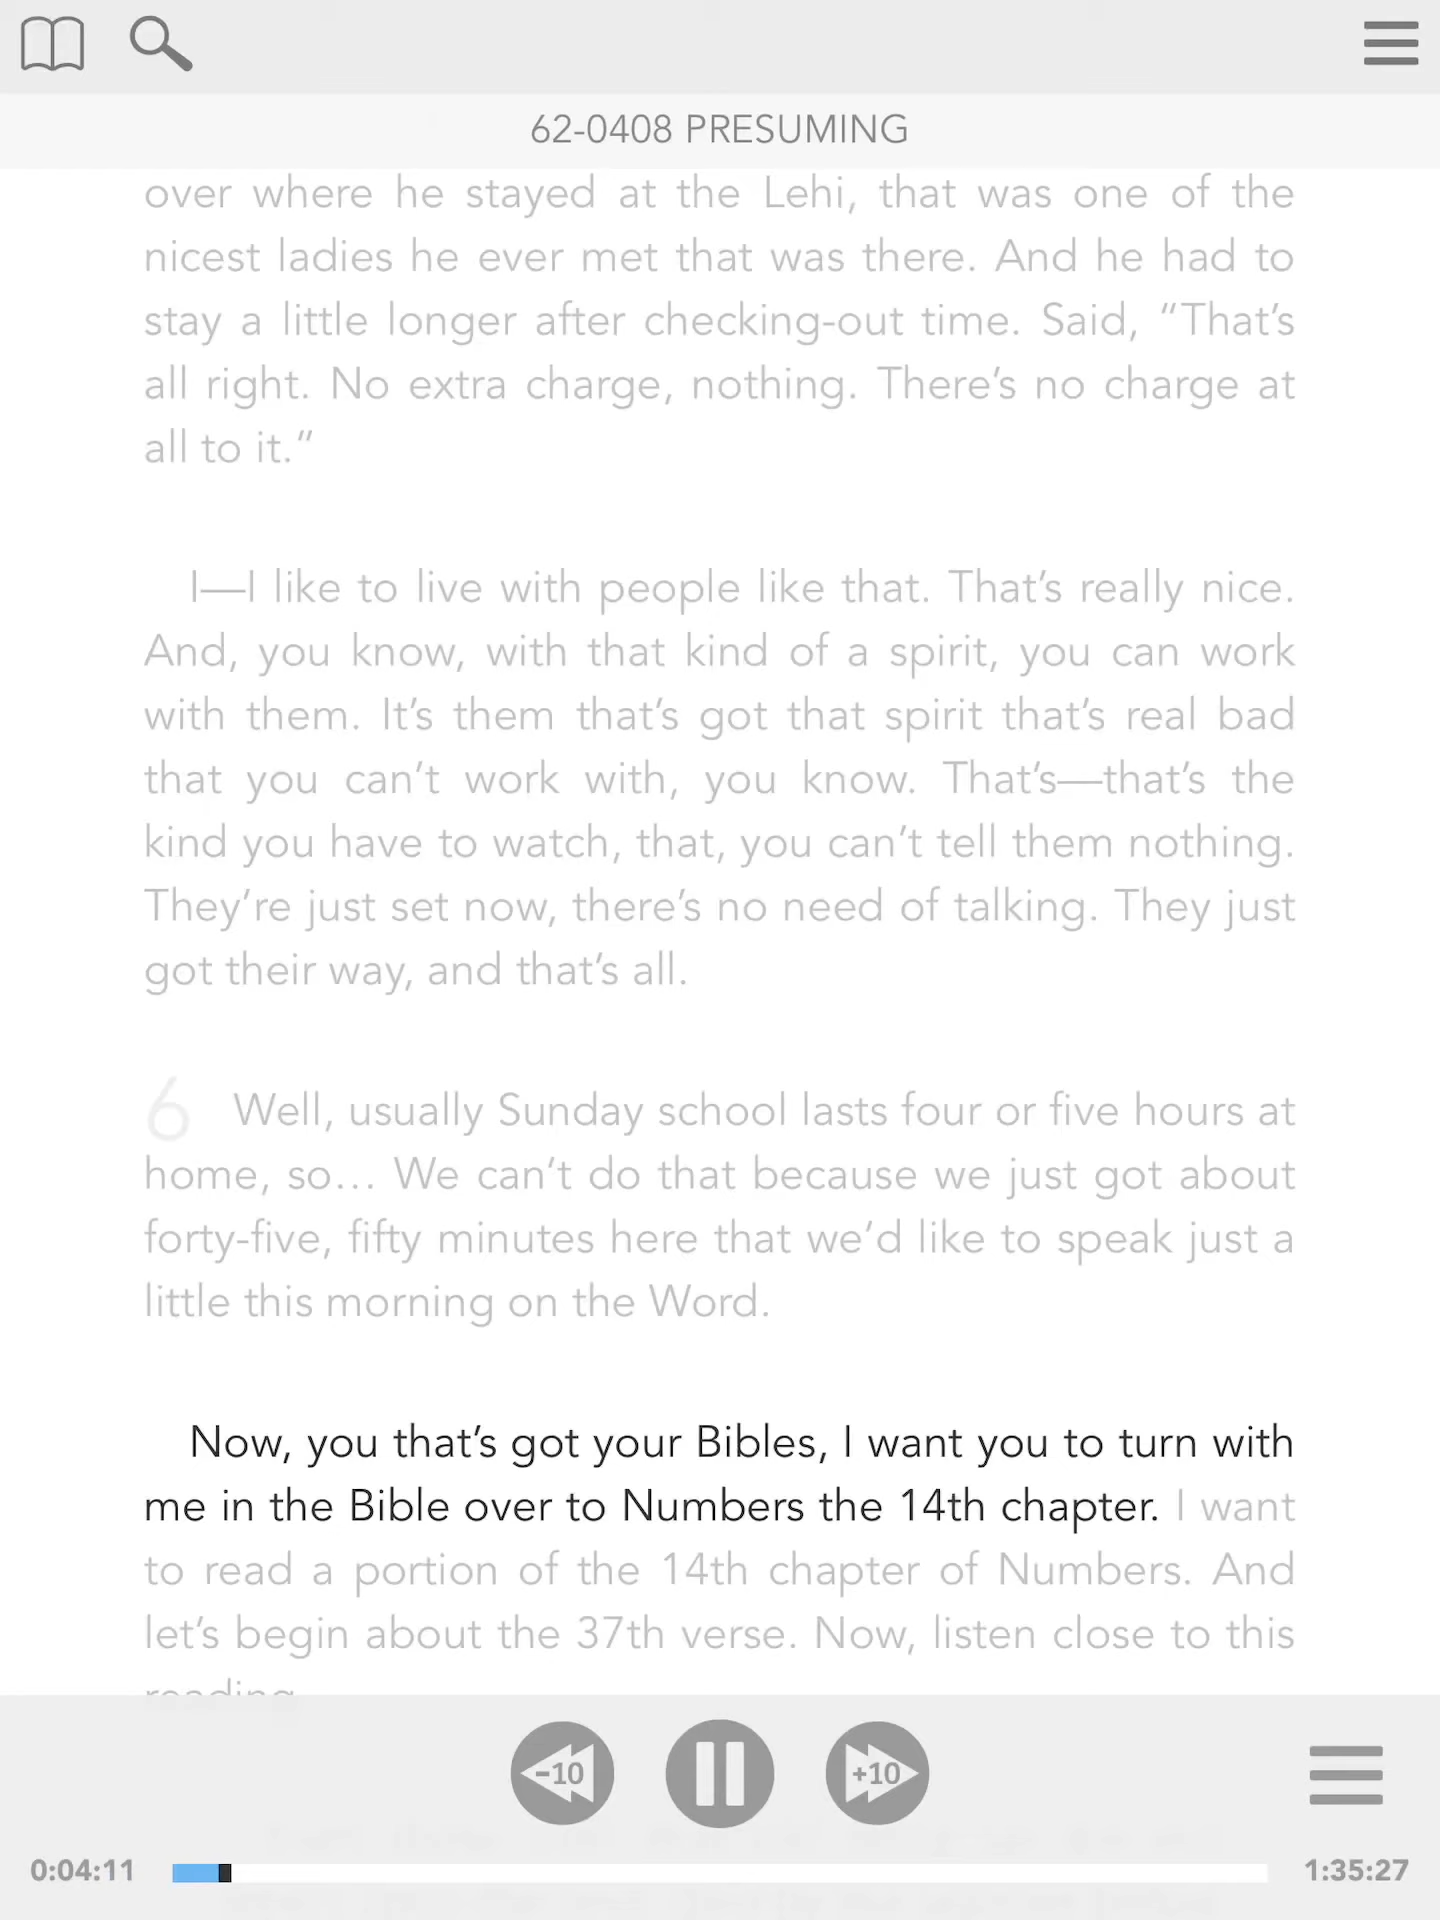 62-0408 PRESUMING
over where he stayed at the Lehi, that was one of the
nicest ladies he ever met that was there. And he had to
stay a little longer after checking-out time. Said, “That’s
all right. No extra charge, nothing. There’s no charge at
all to it.”
I—I like to live with people like that. That’s really nice.
And, you know, with that kind of a spirit, you can work
with them. It’s them that’s got that spirit that’s real bad
that you can’t work with, you know. That’s—that’s the
kind you have to watch, that, you can’t tell them nothing.
They’re just set now, there’s no need of talking. They just
got their way, and that’s all.
6 Well, usually Sunday school lasts four or five hours at
home, so… We can’t do that because we just got about
forty-five, fifty minutes here that we’d like to speak just a
little this morning on the Word.
Now, you that’s got your Bibles, I want you to turn with
me in the Bible over to Numbers the 14th chapter. I want
to read a portion of the 14th chapter of Numbers. And
let’s begin about the 37th verse. Now, listen close to this
reading
-10 +10
0:04:11 1:35:27